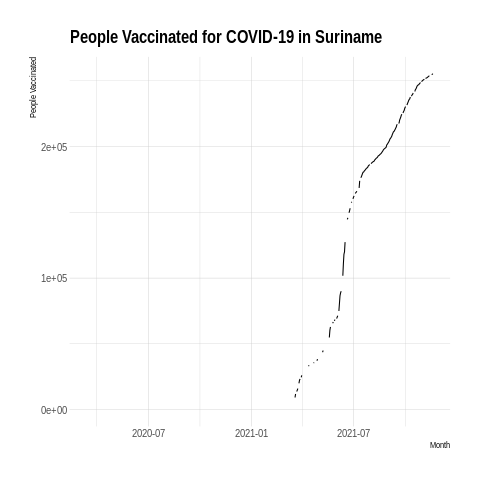 People Vaccinated for COVID-19 in Suriname
People Vaccinated
2e+05
1e+05
0e+00
2020-07 2021-01 2021-07
Month